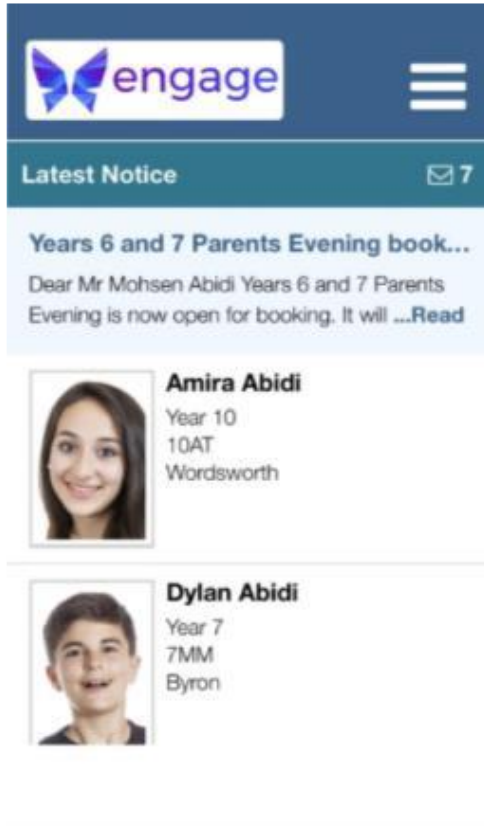 engage
Latest Notice 7
Years 6 and 7 Parents Evening book...
Dear Mr Mohsen Abidi Years 6 and 7 Parents
Evening is now open for booking. It will ...Read
Amira Abidi
Year 10
10AT
Wordsworth
Dylan Abidi
Year 7
7MM
Byron